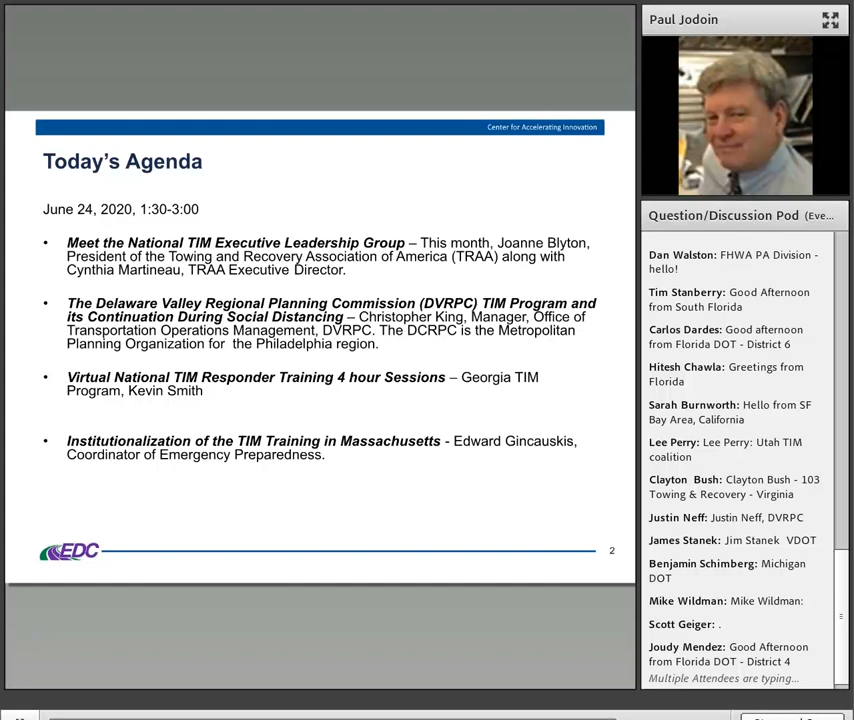 Center for Accelerating Innovation
Today's Agenda
June 24, 2020, 1:30-3:00
• Meet the National TIM Executive Leadership Group – This month, Joanne Blyton,
President of the Towing and Recovery Association of America (TRAA) along with
Cynthia Martineau, TRAA Executive Director.
• The Delaware Valley Regional Planning Commission (DVRPC) TIM Program and
its Continuation During Social Distancing – Christopher King, Manager, Office of
Transportation Operations Management, DVRPC. The DCRPC is the Metropolitan
Planning Organization for the Philadelphia region.
• Virtual National TIM Responder Training 4 hour Sessions – Georgia TIM
Program, Kevin Smith
• Institutionalization of the TIM Training in Massachusetts - Edward Gincauskis,
Coordinator of Emergency Preparedness.
EDC
2
Paul Jodoin
Question/Discussion Pod (Eve...
Dan Walston: FHWA PA Division -
hello!
Tim Stanberry: Good Afternoon
from South Florida
Carlos Dardes: Good afternoon
from Florida DOT - District 6
Hitesh Chawla: Greetings from
Florida
Sarah Burnworth: Hello from SF
Bay Area, California
Lee Perry: Lee Perry: Utah TIM
coalition
Clayton Bush: Clayton Bush - 103
Towing & Recovery - Virginia
Justin Neff: Justin Neff, DVRPC
James Stanek: Jim Stanek VDOT
Benjamin Schimberg: Michigan
DOT
Mike Wildman: Mike Wildman:
Scott Geiger: .
Joudy Mendez: Good Afternoon
from Florida DOT - District 4
Multiple Attendees are typing...